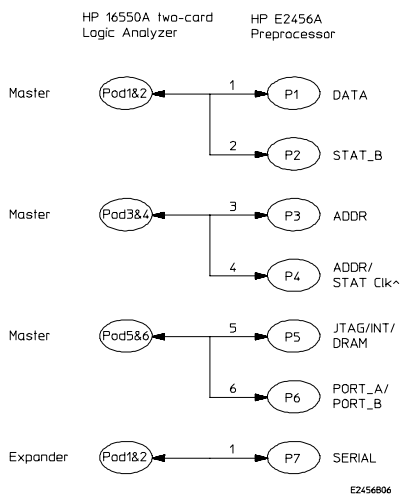 HP 16550A two-card HP E2456A
Logic Analyzer Preprocessor
Master Pod1&2 1 P1 DATA
2 P2 STAT_B
Master Pod3&4 3 P3 ADDR
4 P4 ADDR/
STAT Clk^
Master Pod5&6 5 P5 JTAG/INT/
DRAM
6 P6 PORT_A/
PORT_B
Expander Pod1&2 1 P7 SERIAL
E2456B06